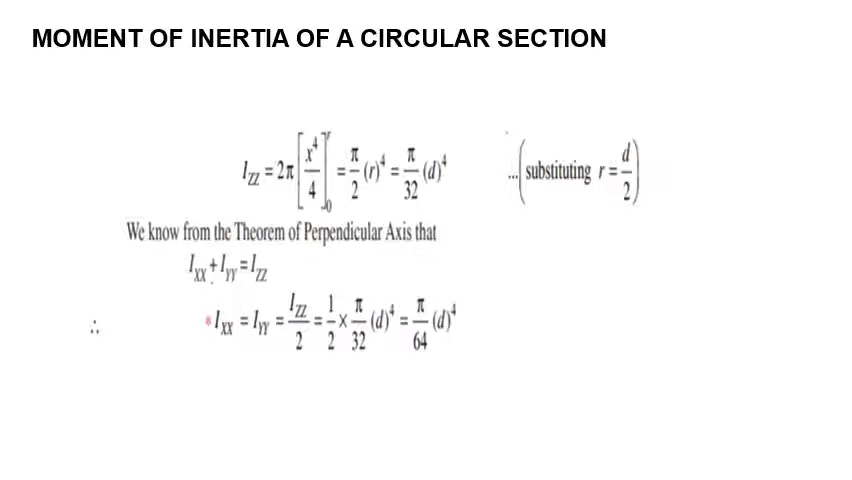 MOMENT OF INERTIA OF A CIRCULAR SECTION
I_ZZ = 2π [x⁴/4]₀ʳ = π/2 (r)⁴ = π/32 (d)⁴ ...(substituting r = d/2)
We know from the Theorem of Perpendicular Axis that
I_XX + I_YY = I_ZZ
∴ *I_XX = I_YY = I_ZZ/2 = 1/2 × π/32 (d)⁴ = π/64 (d)⁴